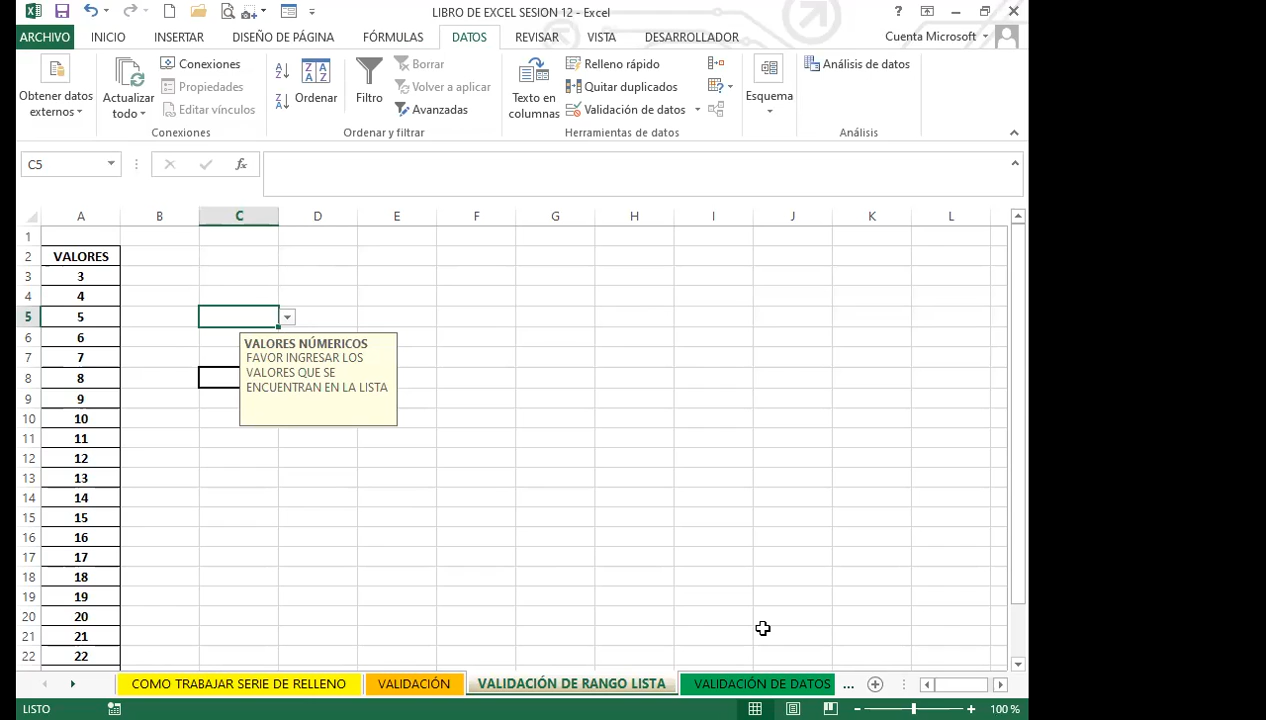 LIBRO DE EXCEL SESION 12 - Excel
?
ARCHIVO INICIO INSERTAR DISEÑO DE PÁGINA FÓRMULAS DATOS REVISAR VISTA DESARROLLADOR Cuenta Microsoft
Obtener datos externos
Actualizar todo
Conexiones
Propiedades
Editar vínculos
Conexiones
Ordenar
Filtro
Borrar
Volver a aplicar
Avanzadas
Ordenar y filtrar
Texto en columnas
Relleno rápido
Quitar duplicados
Validación de datos
Herramientas de datos
Esquema
Análisis de datos
Análisis
C5
fx
A B C D E F G H I J K L
1
2 VALORES
3 3
4 4
5 5
6 6
7 7
8 8
9 9
10 10
11 11
12 12
13 13
14 14
15 15
16 16
17 17
18 18
19 19
20 20
21 21
22 22
VALORES NÚMERICOS
FAVOR INGRESAR LOS
VALORES QUE SE
ENCUENTRAN EN LA LISTA
COMO TRABAJAR SERIE DE RELLENO VALIDACIÓN VALIDACIÓN DE RANGO LISTA VALIDACIÓN DE DATOS ...
LISTO 100 %